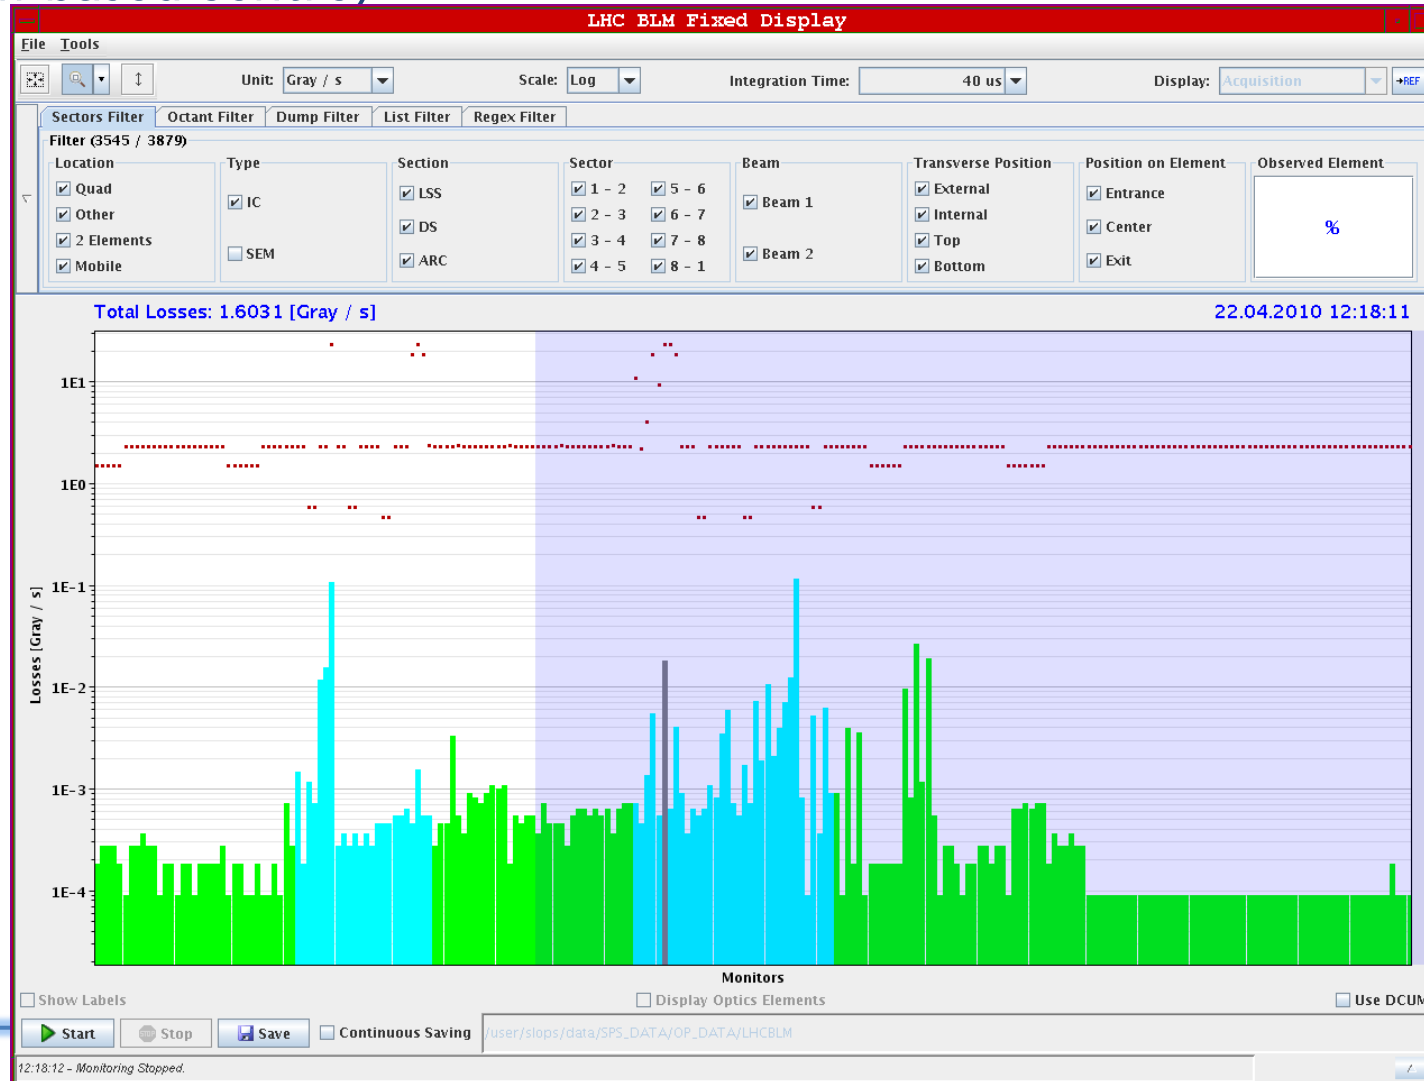 LHC BLM Fixed Display
File Tools
Unit: Gray / s Scale: Log Integration Time: 40 us Display: Acquisition →REF
Sectors Filter Octant Filter Dump Filter List Filter Regex Filter
Filter (3545 / 3879)
Location Type Section Sector Beam Transverse Position Position on Element Observed Element
Quad IC LSS 1 - 2 5 - 6 Beam 1 External Entrance
Other 2 - 3 6 - 7 Internal
2 Elements SEM DS 3 - 4 7 - 8 Beam 2 Top Center %
Mobile ARC 4 - 5 8 - 1 Bottom Exit
Total Losses: 1.6031 [Gray / s] 22.04.2010 12:18:11
1E1
1E0
1E-1
1E-2
1E-3
1E-4
Losses [Gray / s]
Monitors
Show Labels Display Optics Elements Use DCUM
Start Stop Save Continuous Saving /user/slops/data/SPS_DATA/OP_DATA/LHCBLM
12:18:12 - Monitoring Stopped.